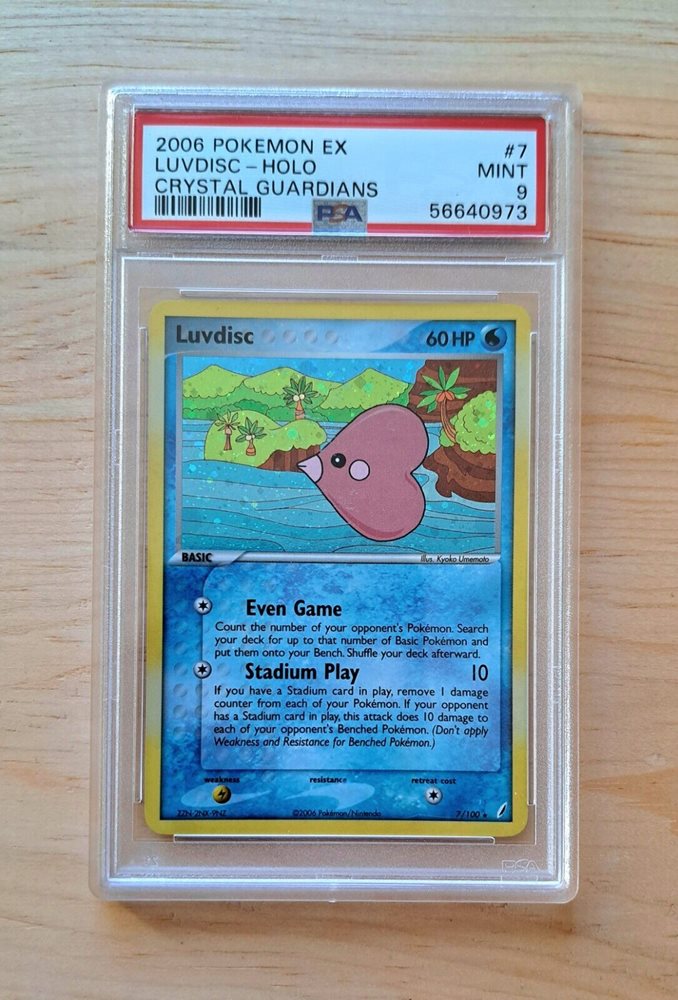 2006 POKEMON EX #7
LUVDISC - HOLO MINT
CRYSTAL GUARDIANS 9
PSA 56640973
Luvdisc 60 HP
BASIC Illus. Kyoko Umemoto
Even Game
Count the number of your opponent's Pokémon. Search
your deck for up to that number of Basic Pokémon and
put them onto your Bench. Shuffle your deck afterward.
Stadium Play 10
If you have a Stadium card in play, remove 1 damage
counter from each of your Pokémon. If your opponent
has a Stadium card in play, this attack does 10 damage to
each of your opponent's Benched Pokémon. (Don't apply
Weakness and Resistance for Benched Pokémon.)
weakness resistance retreat cost
ZZN-2NX-9NZ ©2006 Pokémon/Nintendo 7/100 ★
PSA